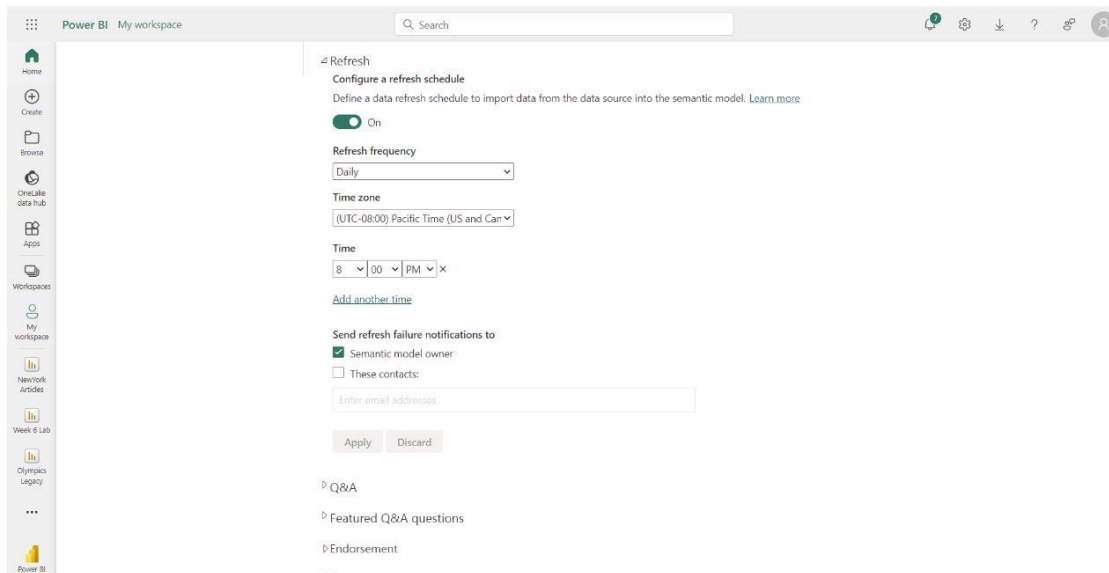 Power BI My workspace
Search
7
?
Home
Create
Browse
OneLake
data hub
Apps
Workspaces
My
workspace
NewYork
Articles
Week 6 Lab
Olympics
Legacy
...
Power BI
Refresh
Configure a refresh schedule
Define a data refresh schedule to import data from the data source into the semantic model. Learn more
On
Refresh frequency
Daily
Time zone
(UTC-08:00) Pacific Time (US and Can
Time
8 00 PM ×
Add another time
Send refresh failure notifications to
Semantic model owner
These contacts:
Enter email addresses
Apply Discard
Q&A
Featured Q&A questions
Endorsement